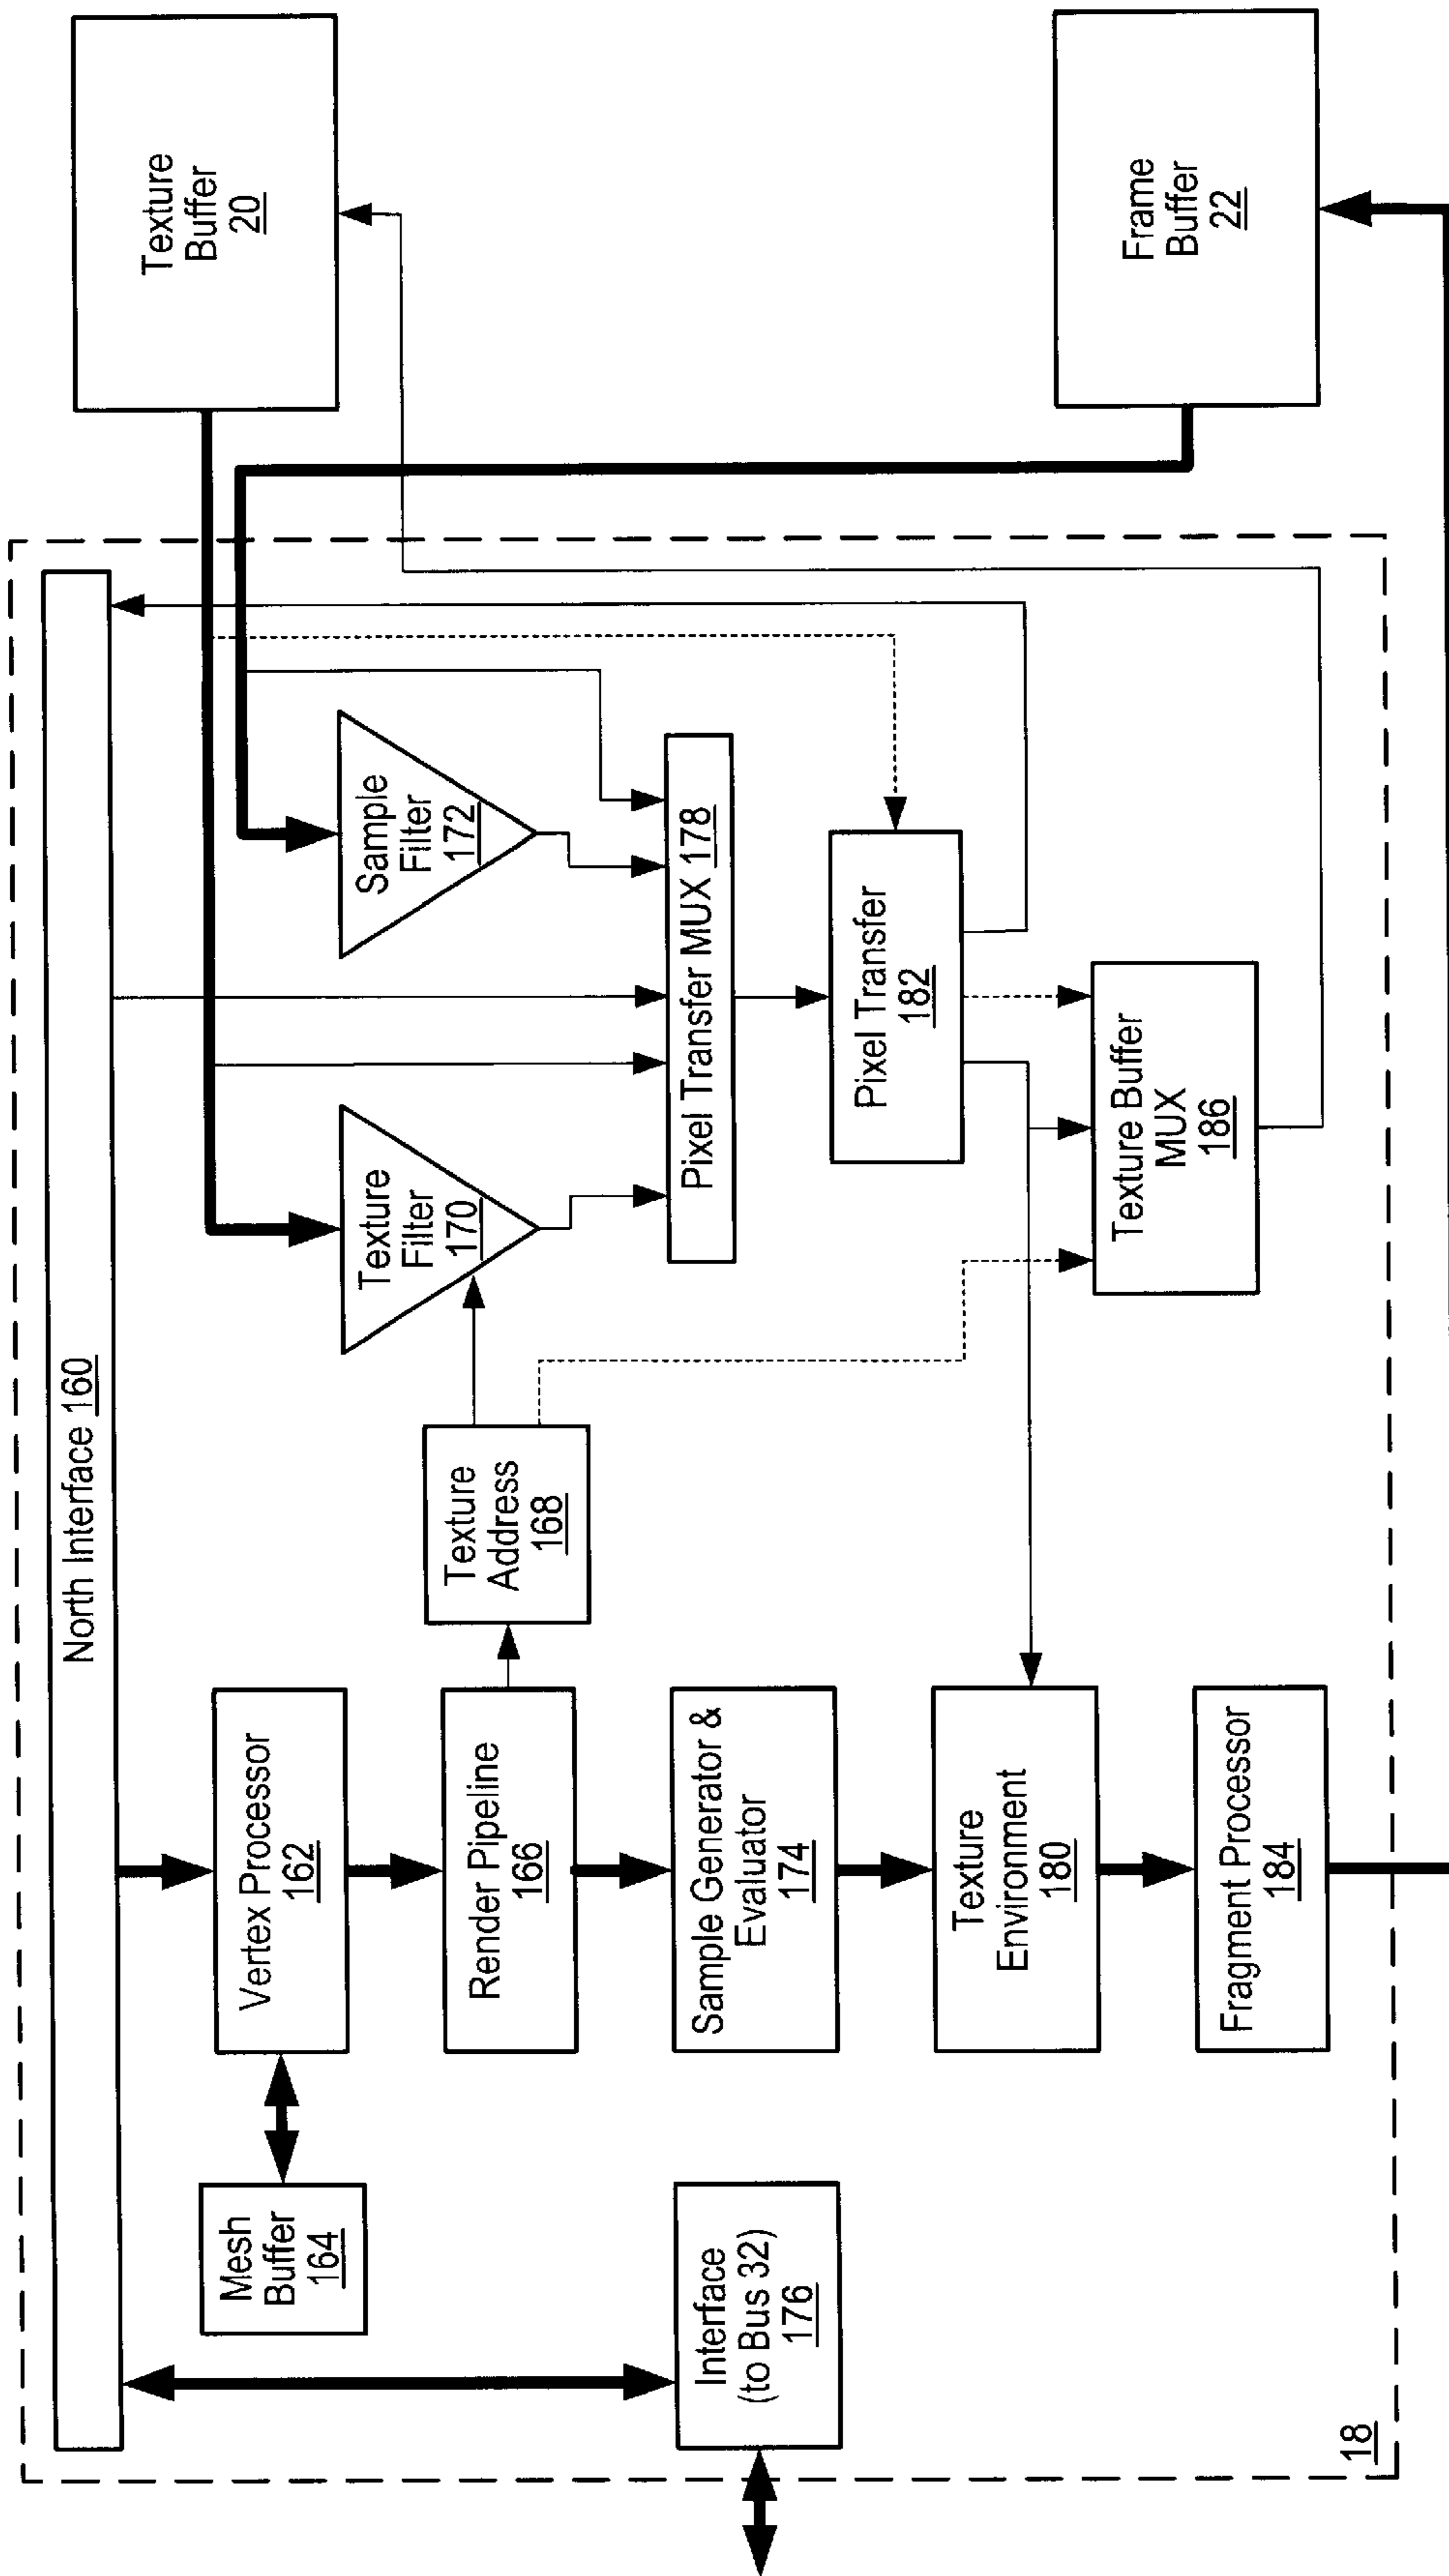 North Interface 160
Mesh
Buffer
164
Vertex Processor
162
Render Pipeline
166
Texture
Address
168
Texture
Filter
170
Sample
Filter
172
Texture
Buffer
20
Interface
(to Bus 32)
176
Sample Generator &
Evaluator
174
Pixel Transfer MUX 178
Texture
Environment
180
Pixel Transfer
182
Fragment Processor
184
Texture Buffer
MUX
186
Frame
Buffer
22
18